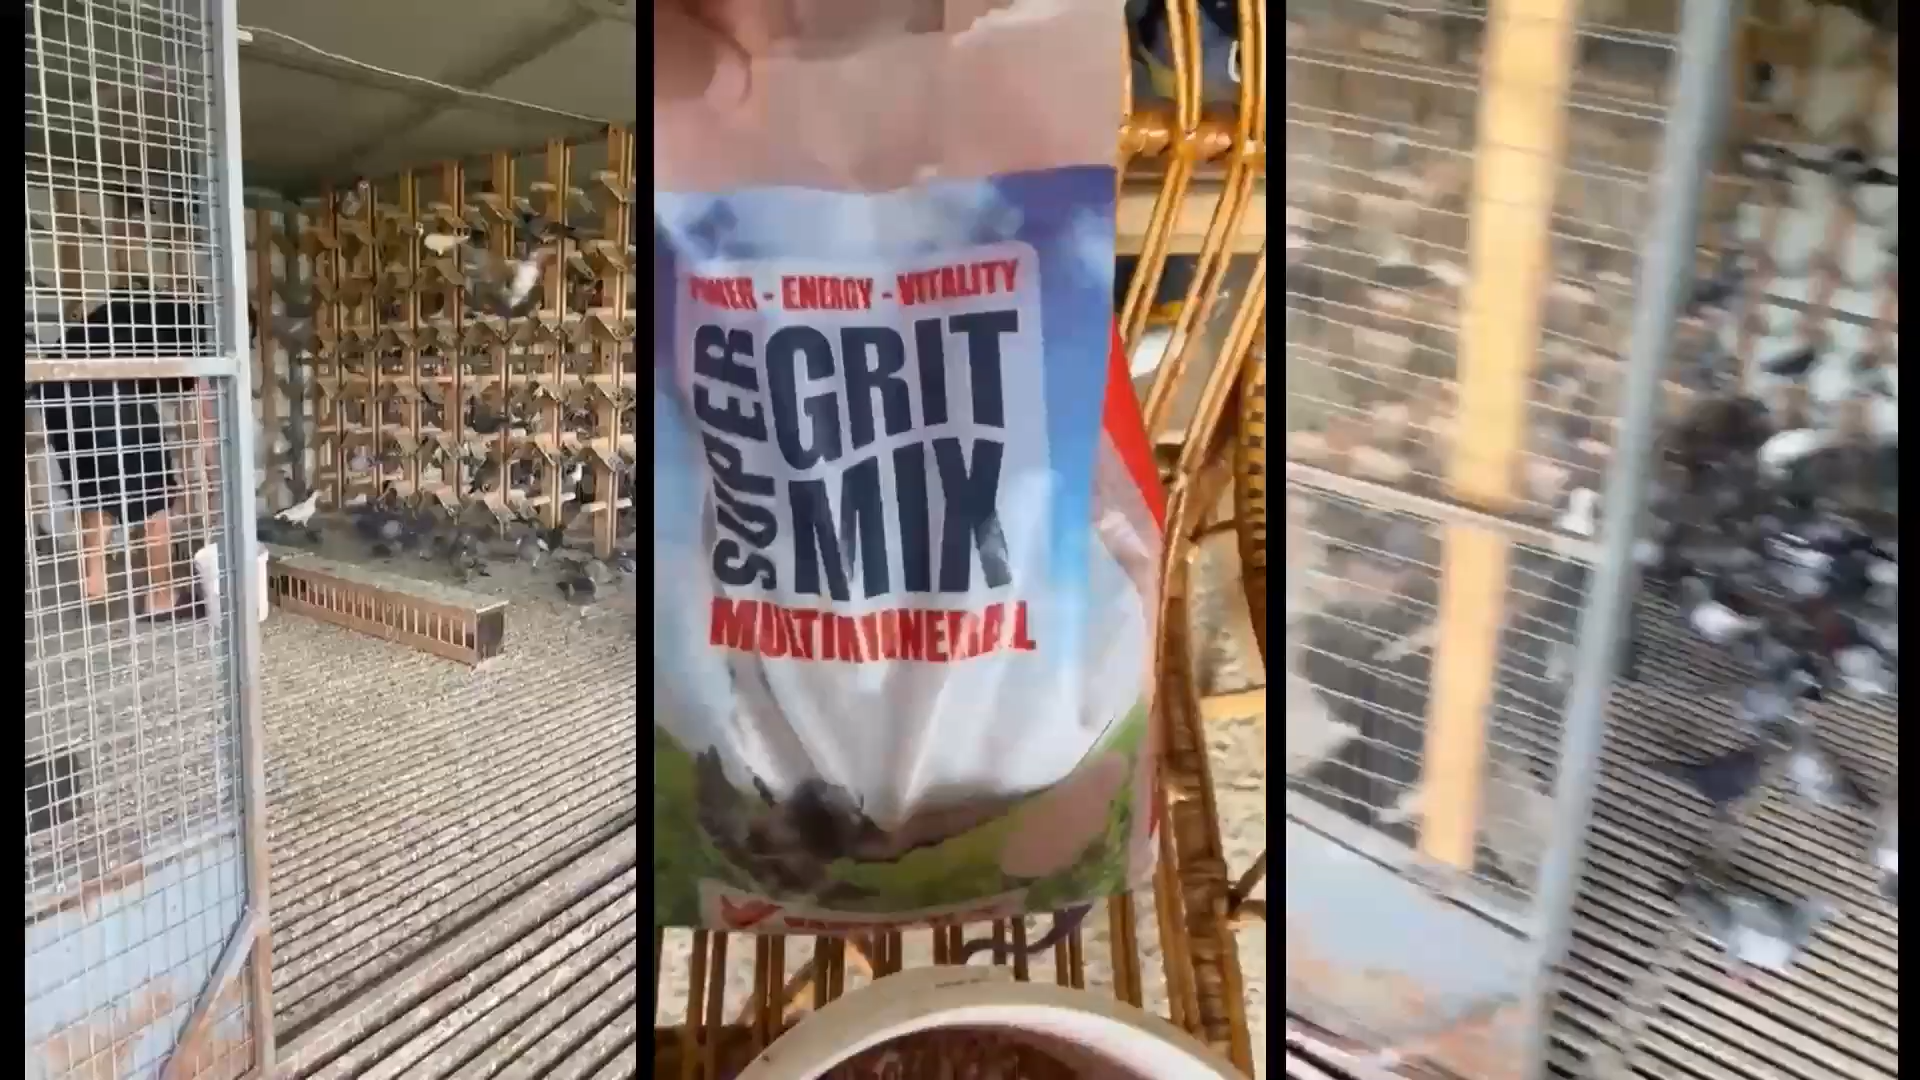 POWER - ENERGY - VITALITY
SUPER
GRIT
MIX
MULTIMINERAL